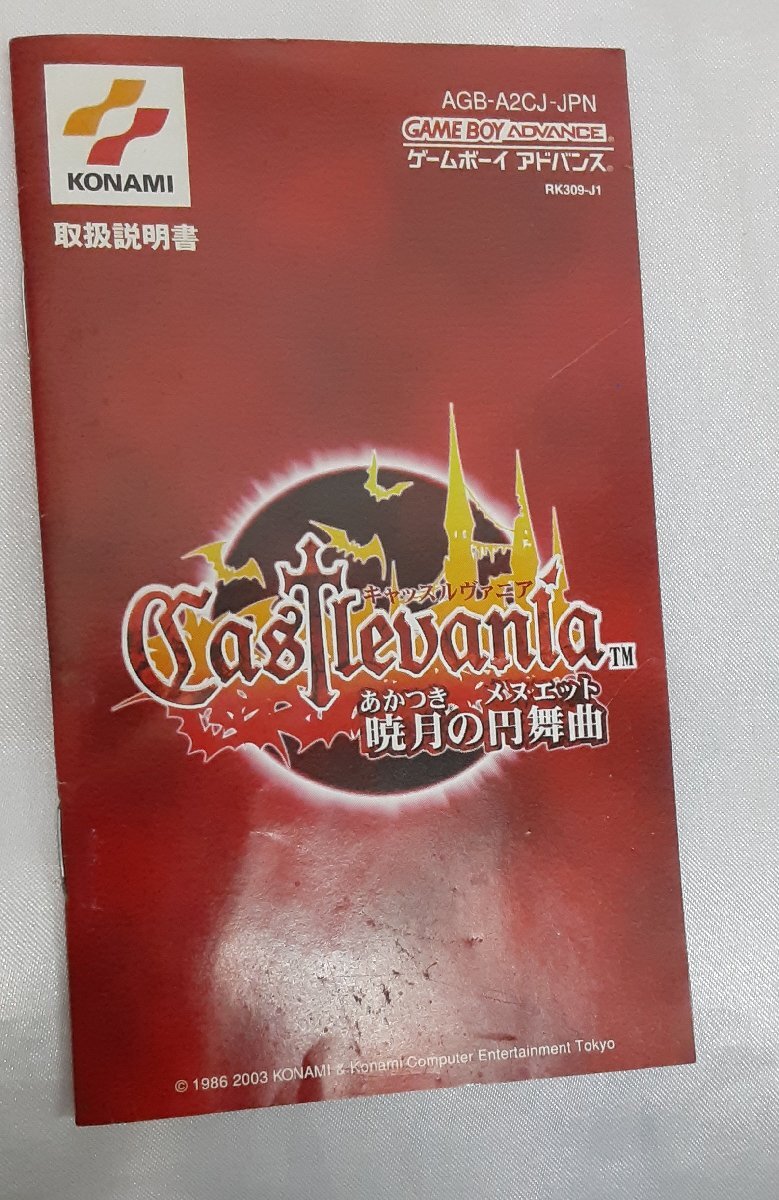 KONAMI
取扱説明書
AGB-A2CJ-JPN
GAME BOY ADVANCE
ゲームボーイ アドバンス®
RK309-J1
キャッスルヴァニア
Castlevania™
あかつき メヌエット
暁月の円舞曲
© 1986 2003 KONAMI & Konami Computer Entertainment Tokyo